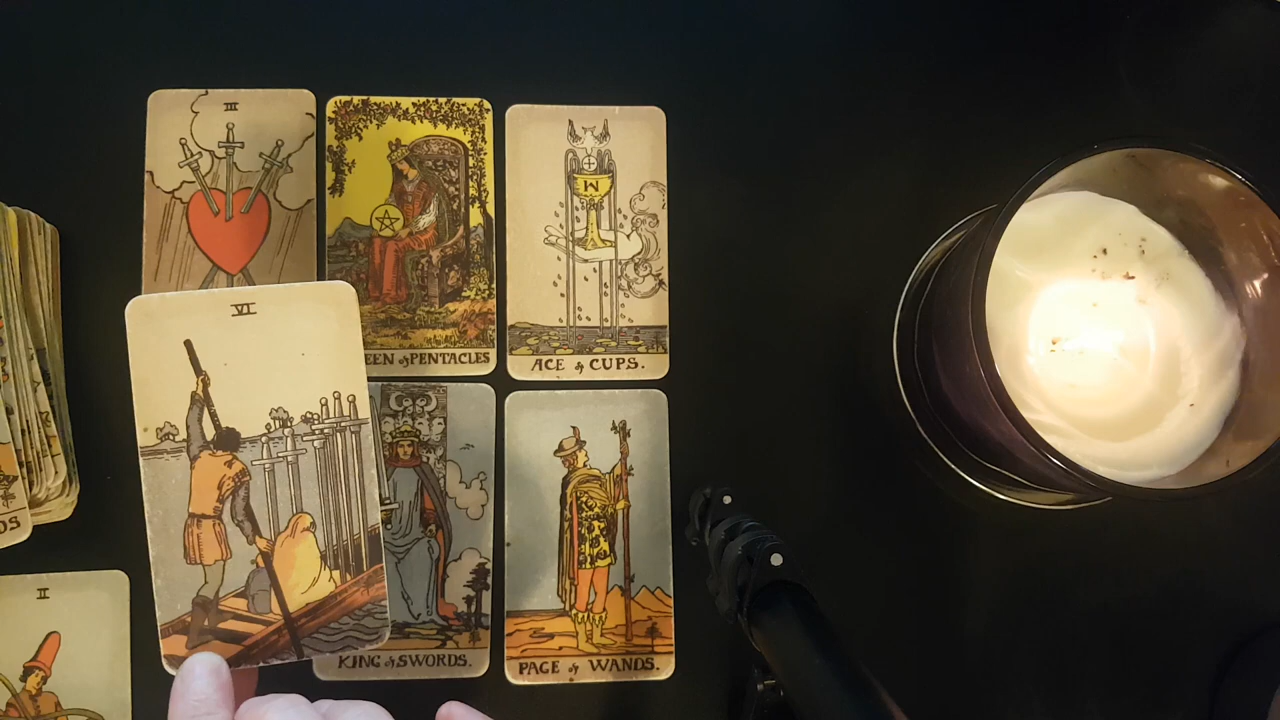 III
EEN of PENTACLES
ACE of CUPS.
VI
KING of SWORDS.
PAGE of WANDS.
DS
II